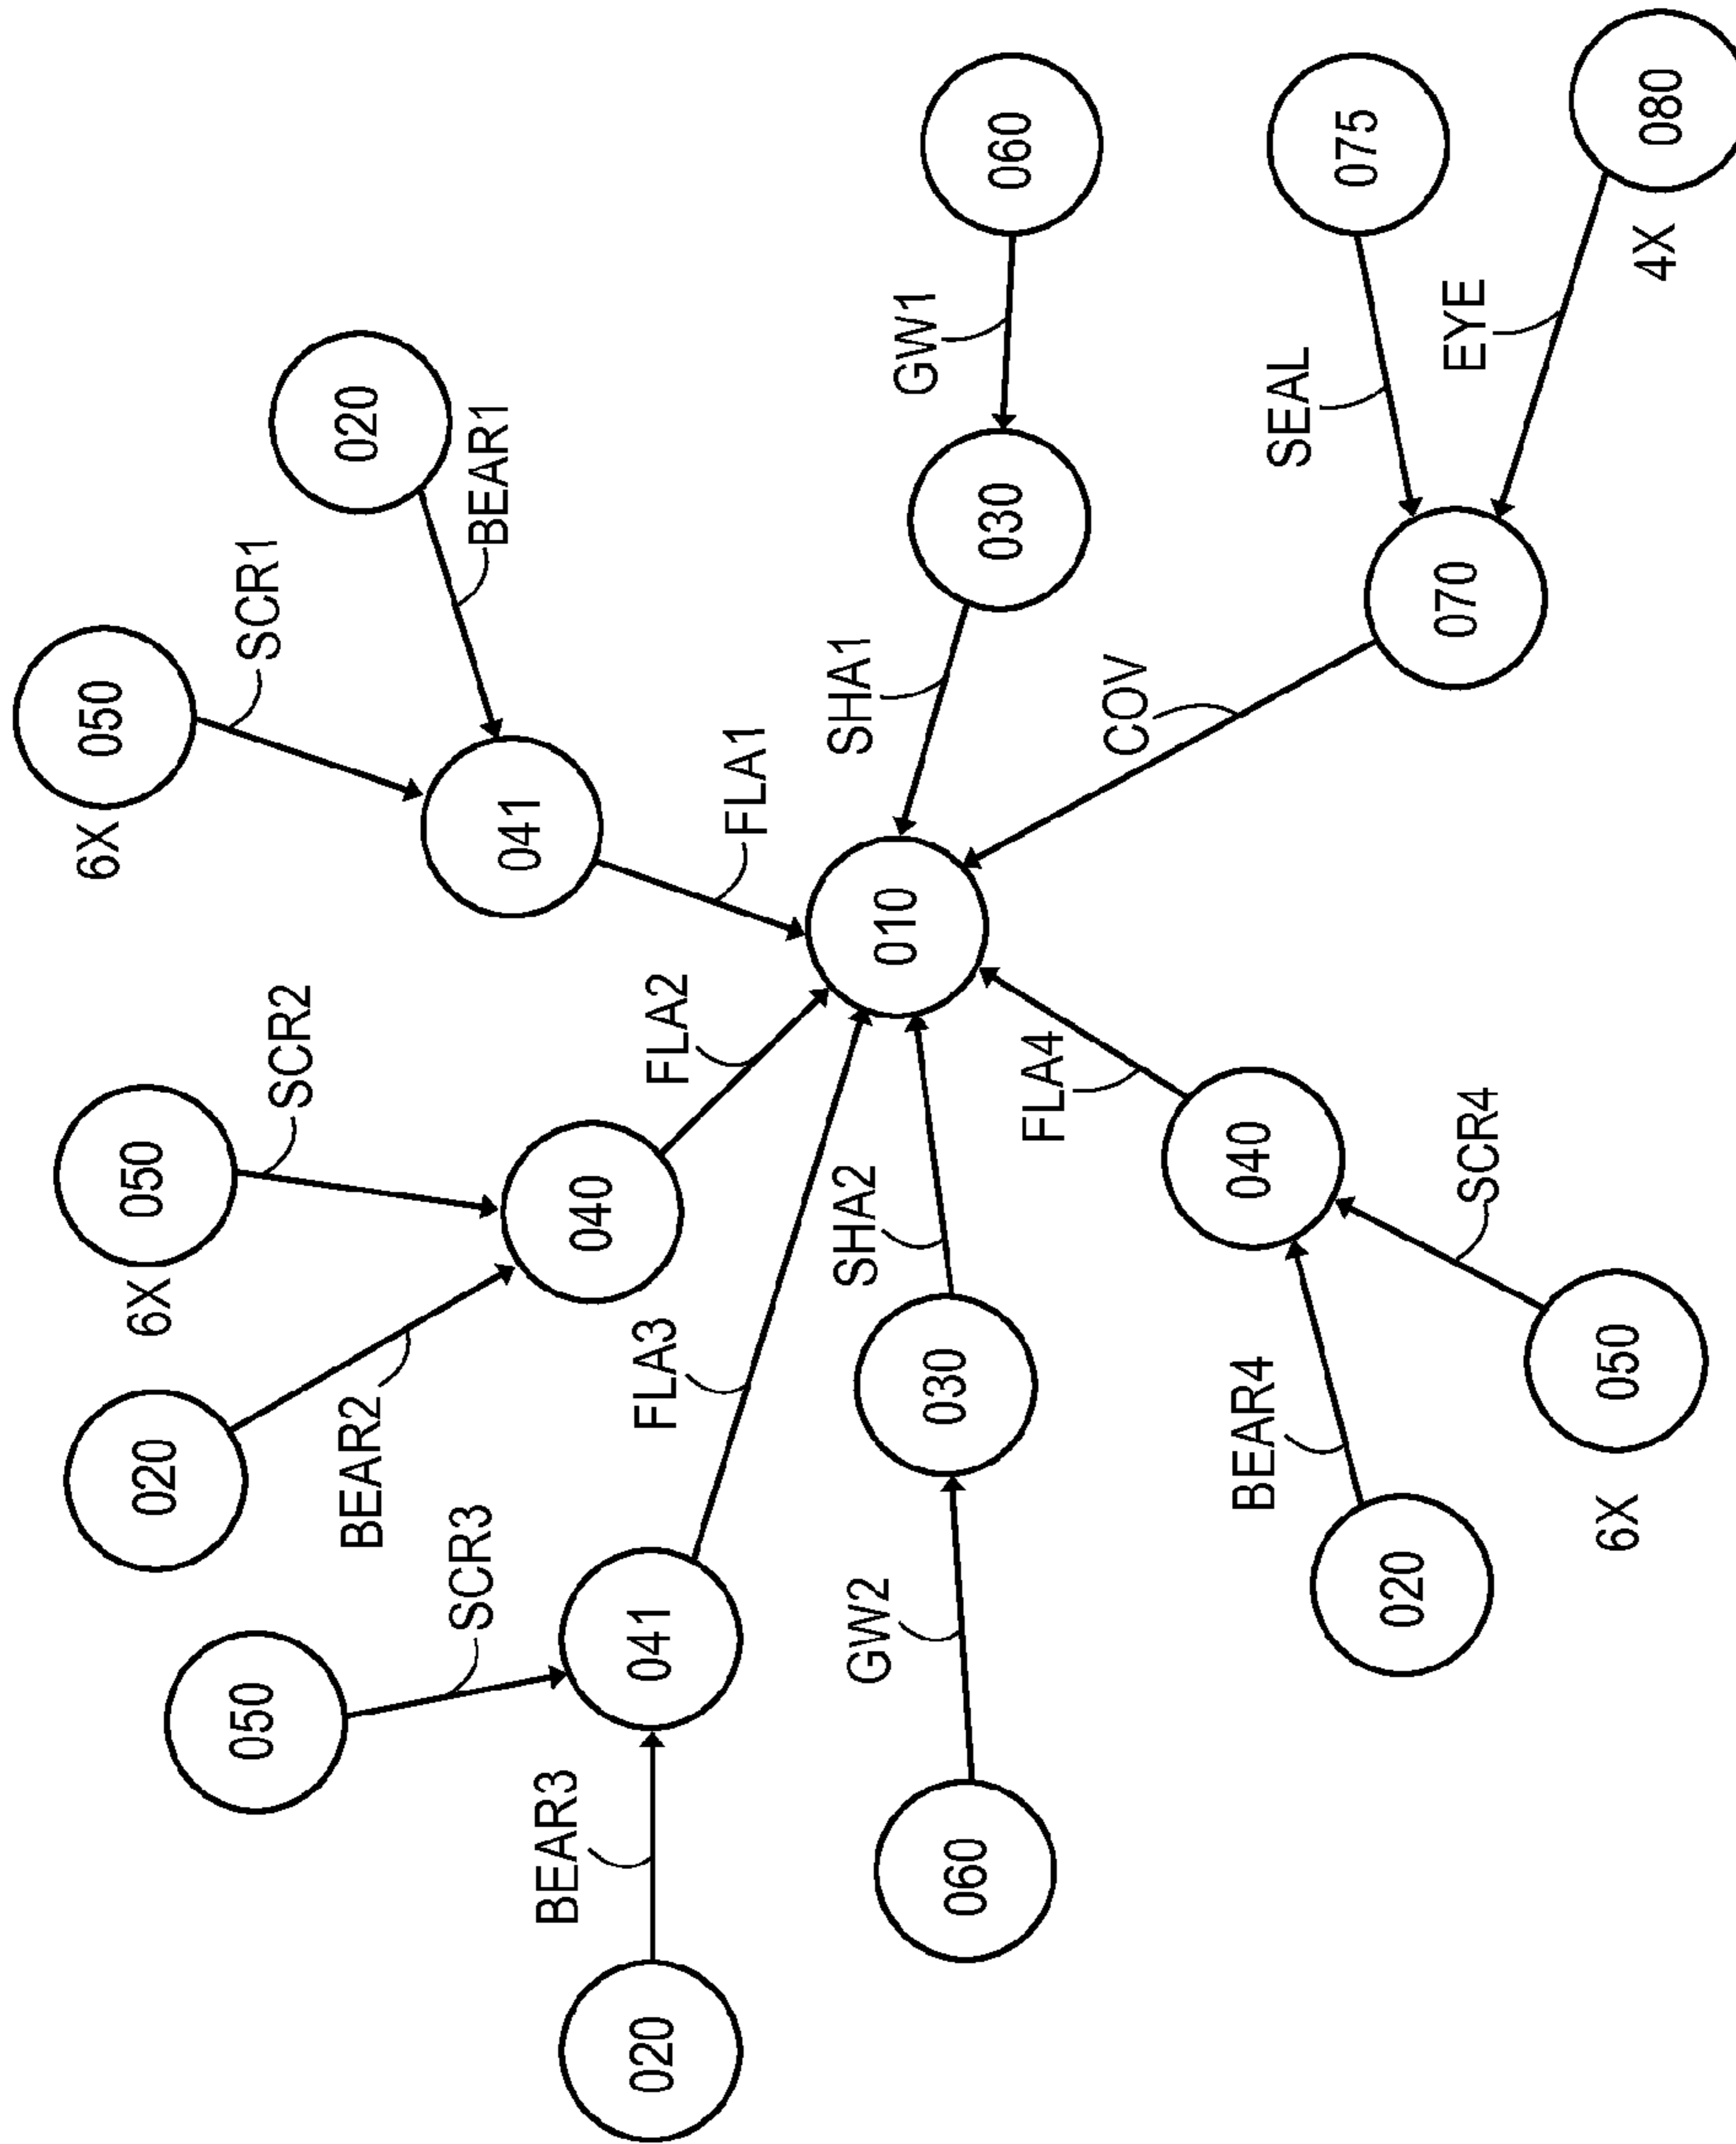 020
BEAR3
050
SCR3
041
FLA3
020
BEAR2
6X
050
SCR2
040
FLA2
6X
050
SCR1
020
BEAR1
041
FLA1
060
GW2
030
SHA2
010
SHA1
030
GW1
060
020
BEAR4
6X
050
SCR4
040
FLA4
COV
070
SEAL
075
EYE
4X
080